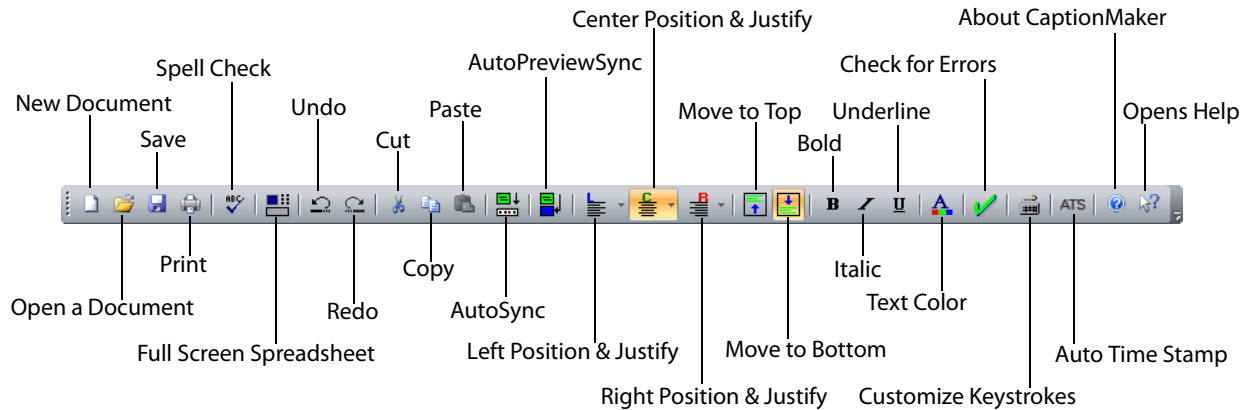 Center Position & Justify
About CaptionMaker
AutoPreviewSync
Check for Errors
Spell Check
New Document
Undo
Paste
Move to Top
Underline
Opens Help
Save
Cut
Bold
ABC
L
C
R
B
I
U
A
ATS
?
?
Print
Copy
Italic
Open a Document
Redo
AutoSync
Text Color
Full Screen Spreadsheet
Left Position & Justify
Move to Bottom
Auto Time Stamp
Right Position & Justify
Customize Keystrokes